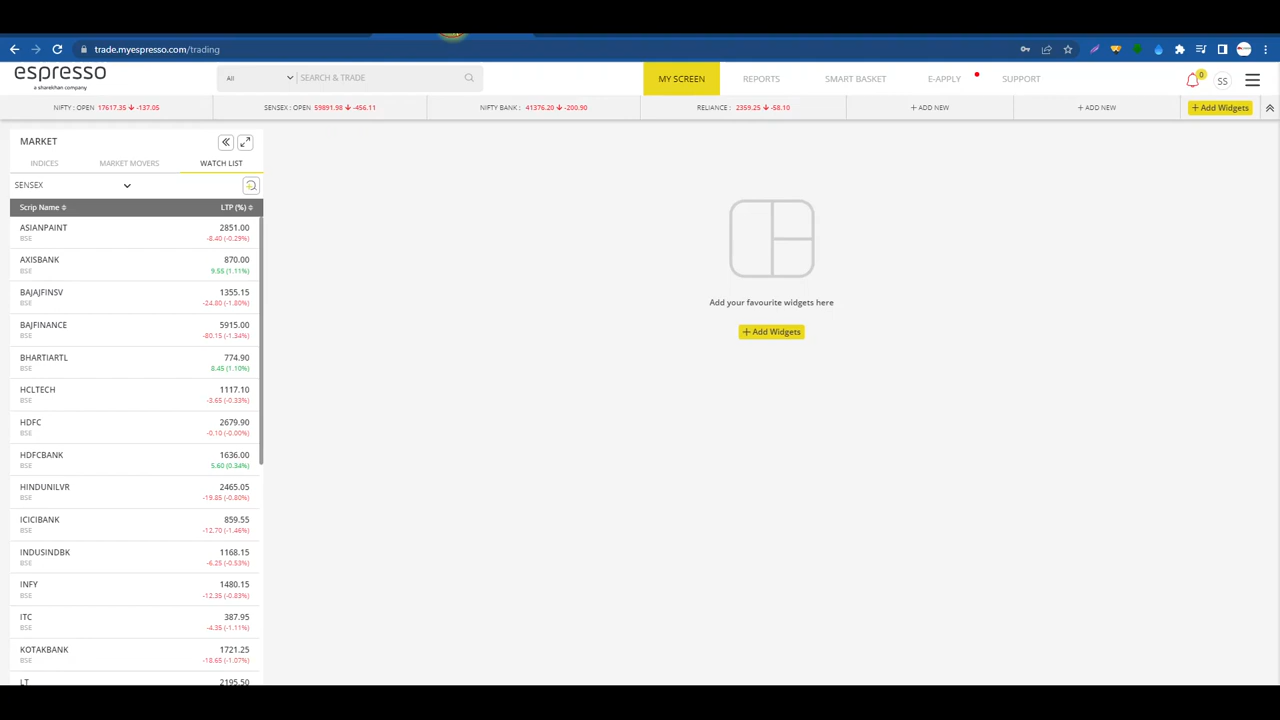 trade.myespresso.com/trading
espresso
a sharekhan company
All
SEARCH & TRADE
MY SCREEN
REPORTS
SMART BASKET
E-APPLY
SUPPORT
0
SS
NIFTY : OPEN 17617.35 -137.05
SENSEX : OPEN 59891.98 -456.11
NIFTY BANK : 41376.20 -200.90
RELIANCE : 2359.25 -58.10
+ ADD NEW
+ ADD NEW
+ Add Widgets
MARKET
INDICES
MARKET MOVERS
WATCH LIST
SENSEX
Scrip Name
LTP (%)
ASIANPAINT 2851.00
BSE -8.40 (-0.29%)
AXISBANK 870.00
BSE 9.55 (1.11%)
BAJAJFINSV 1355.15
BSE -24.80 (-1.80%)
BAJFINANCE 5915.00
BSE -80.15 (-1.34%)
BHARTIARTL 774.90
BSE 8.45 (1.10%)
HCLTECH 1117.10
BSE -3.65 (-0.33%)
HDFC 2679.90
BSE -0.10 (-0.00%)
HDFCBANK 1636.00
BSE 5.60 (0.34%)
HINDUNILVR 2465.05
BSE -19.85 (-0.80%)
ICICIBANK 859.55
BSE -12.70 (-1.46%)
INDUSINDBK 1168.15
BSE -6.25 (-0.53%)
INFY 1480.15
BSE -12.35 (-0.83%)
ITC 387.95
BSE -4.35 (-1.11%)
KOTAKBANK 1721.25
BSE -18.65 (-1.07%)
LT 2195.50
Add your favourite widgets here
+ Add Widgets